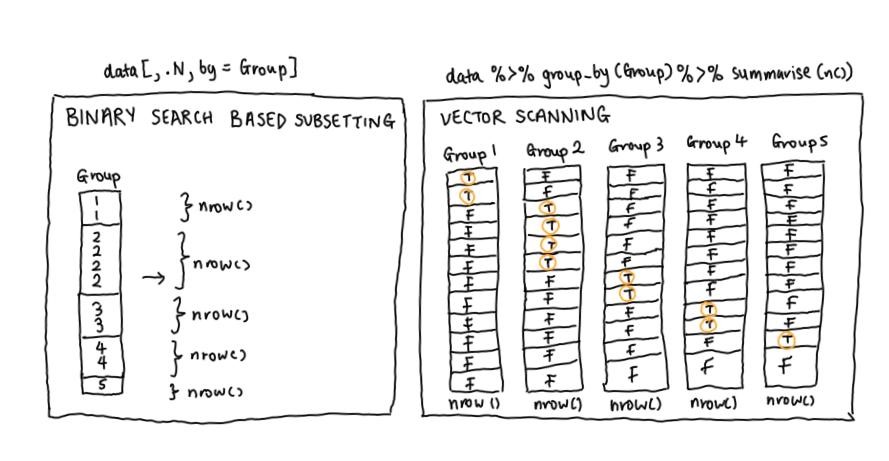 data[, .N, by = Group]
BINARY SEARCH BASED SUBSETTING
Group
1
1
} nrow()
2
2
2
2
→ } nrow()
3
3
} nrow()
4
4
} nrow()
5
} nrow()
data %>% group_by(Group) %>% summarise(n())
VECTOR SCANNING
Group 1 Group 2 Group 3 Group 4 Group 5
T F F F F
T F F F F
F T F F F
F T F F F
F T F F F
F T F F F
F F T F F
F F T F F
F F F T F
F F F T F
F F F F T
F F F F F
nrow() nrow() nrow() nrow() nrow()